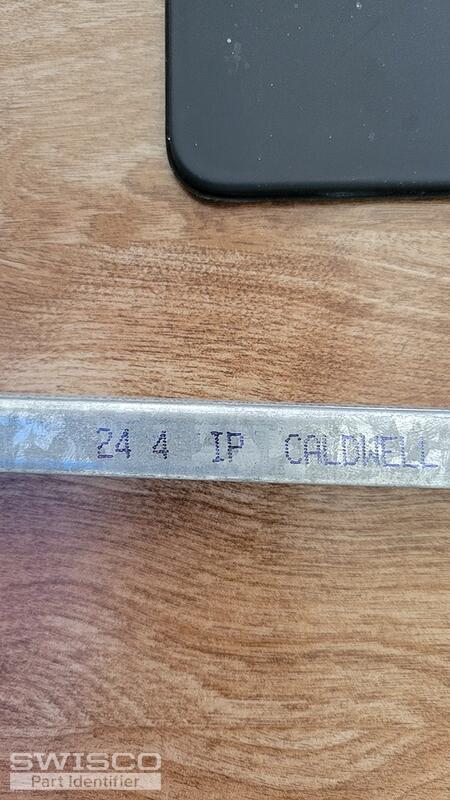 24 4 IP CALDWELL
SWISCO
Part Identifier